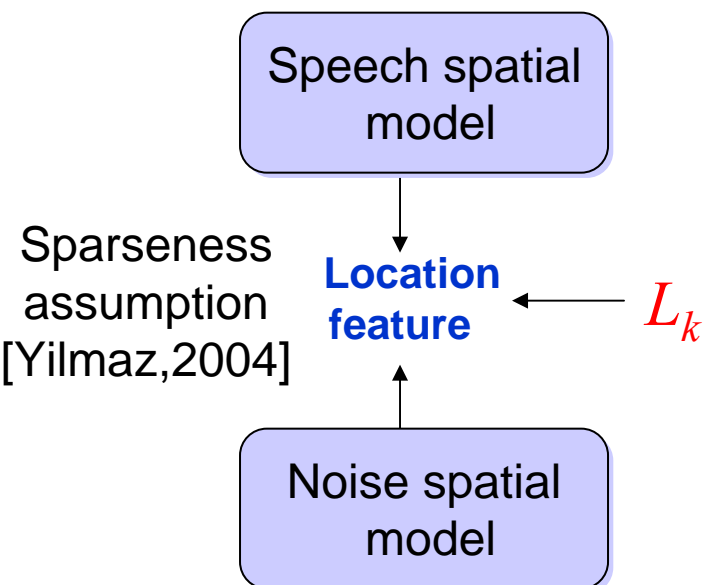 Speech spatial
model
Sparseness
assumption
[Yilmaz,2004]
Location
feature
L_k
Noise spatial
model